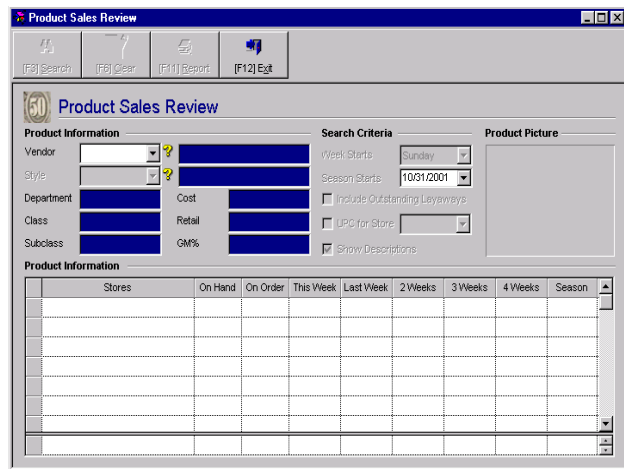 Product Sales Review
[F3] Search [F6] Clear [F11] Report [F12] Exit
50 Product Sales Review
Product Information Search Criteria Product Picture
Vendor ? Week Starts Sunday
Style ? Season Starts 10/31/2001
Department Cost Include Outstanding Layaways
Class Retail UPC for Store
Subclass GM% Show Descriptions
Product Information
Stores On Hand On Order This Week Last Week 2 Weeks 3 Weeks 4 Weeks Season